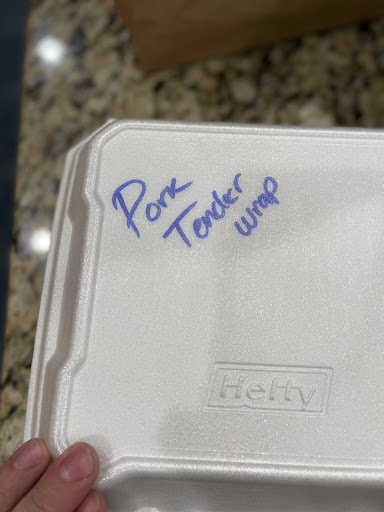 Pork
Tender
wrap
Hefty